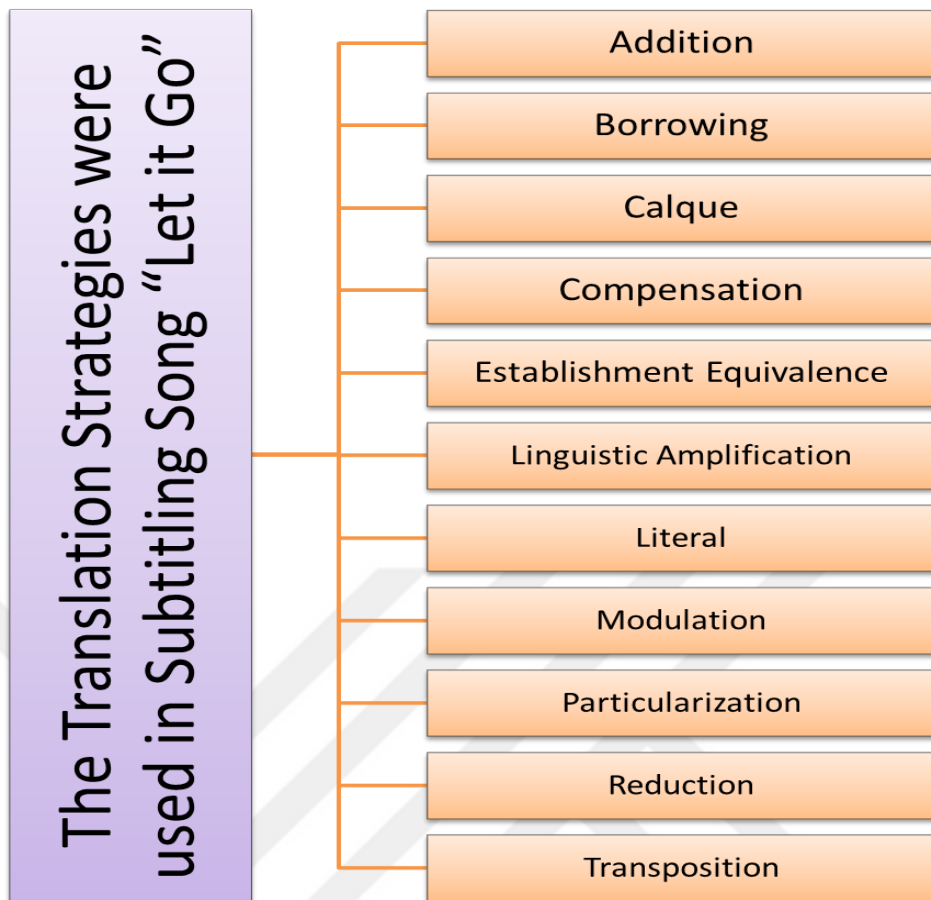 The Translation Strategies were
used in Subtitling Song “Let it Go”
Addition
Borrowing
Calque
Compensation
Establishment Equivalence
Linguistic Amplification
Literal
Modulation
Particularization
Reduction
Transposition